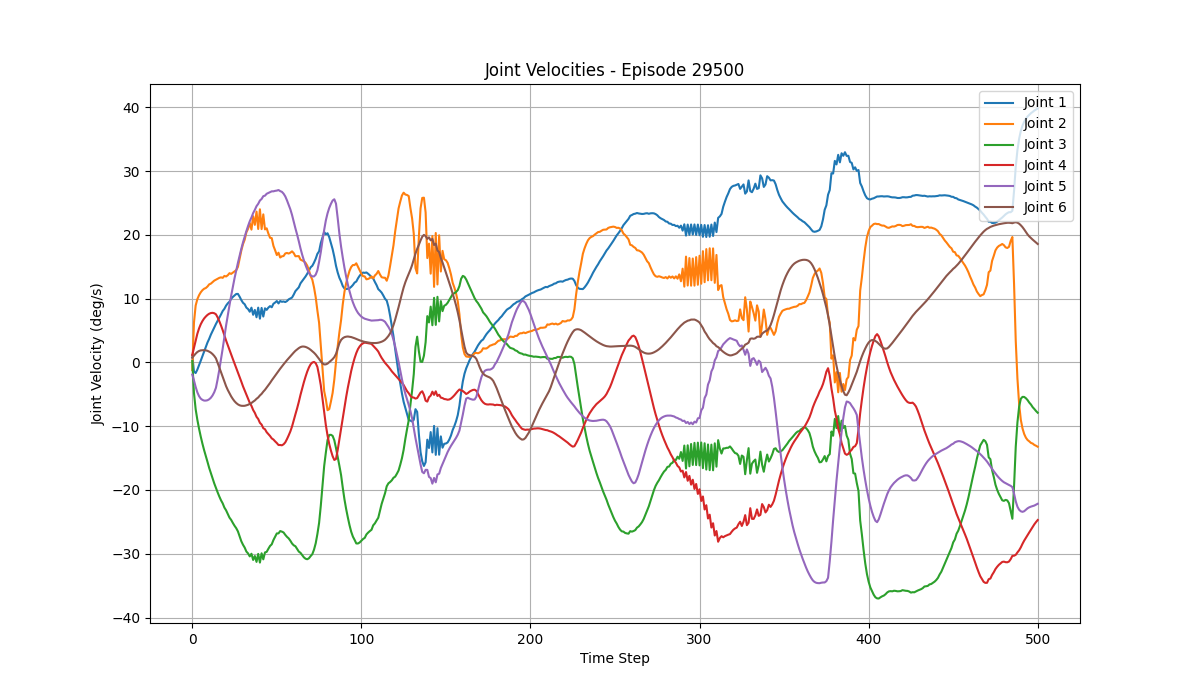 Joint Velocities - Episode 29500
Joint Velocity (deg/s)
40
30
20
10
0
−10
−20
−30
−40
0
100
200
300
400
500
Time Step
Joint 1
Joint 2
Joint 3
Joint 4
Joint 5
Joint 6